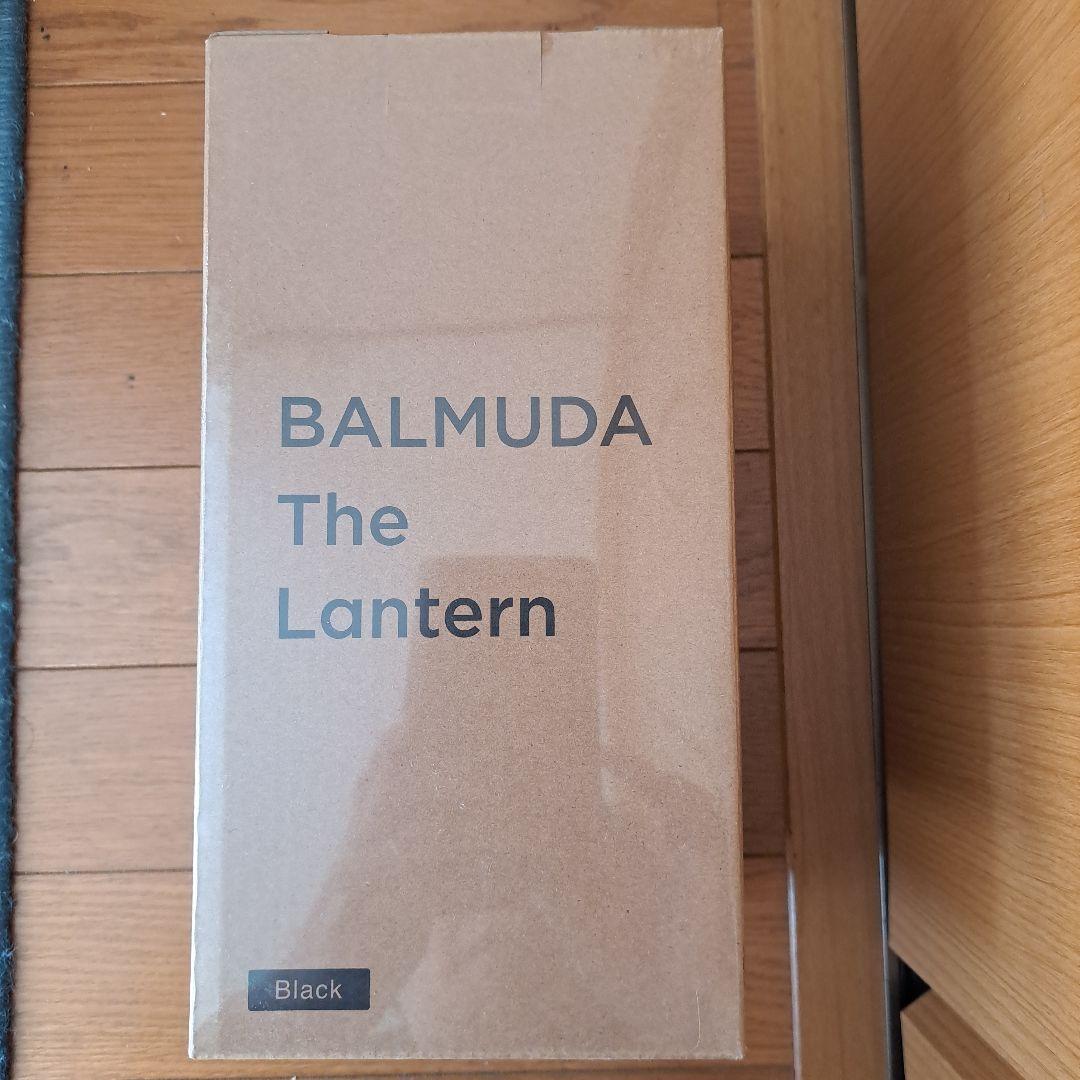 BALMUDA
The
Lantern
Black